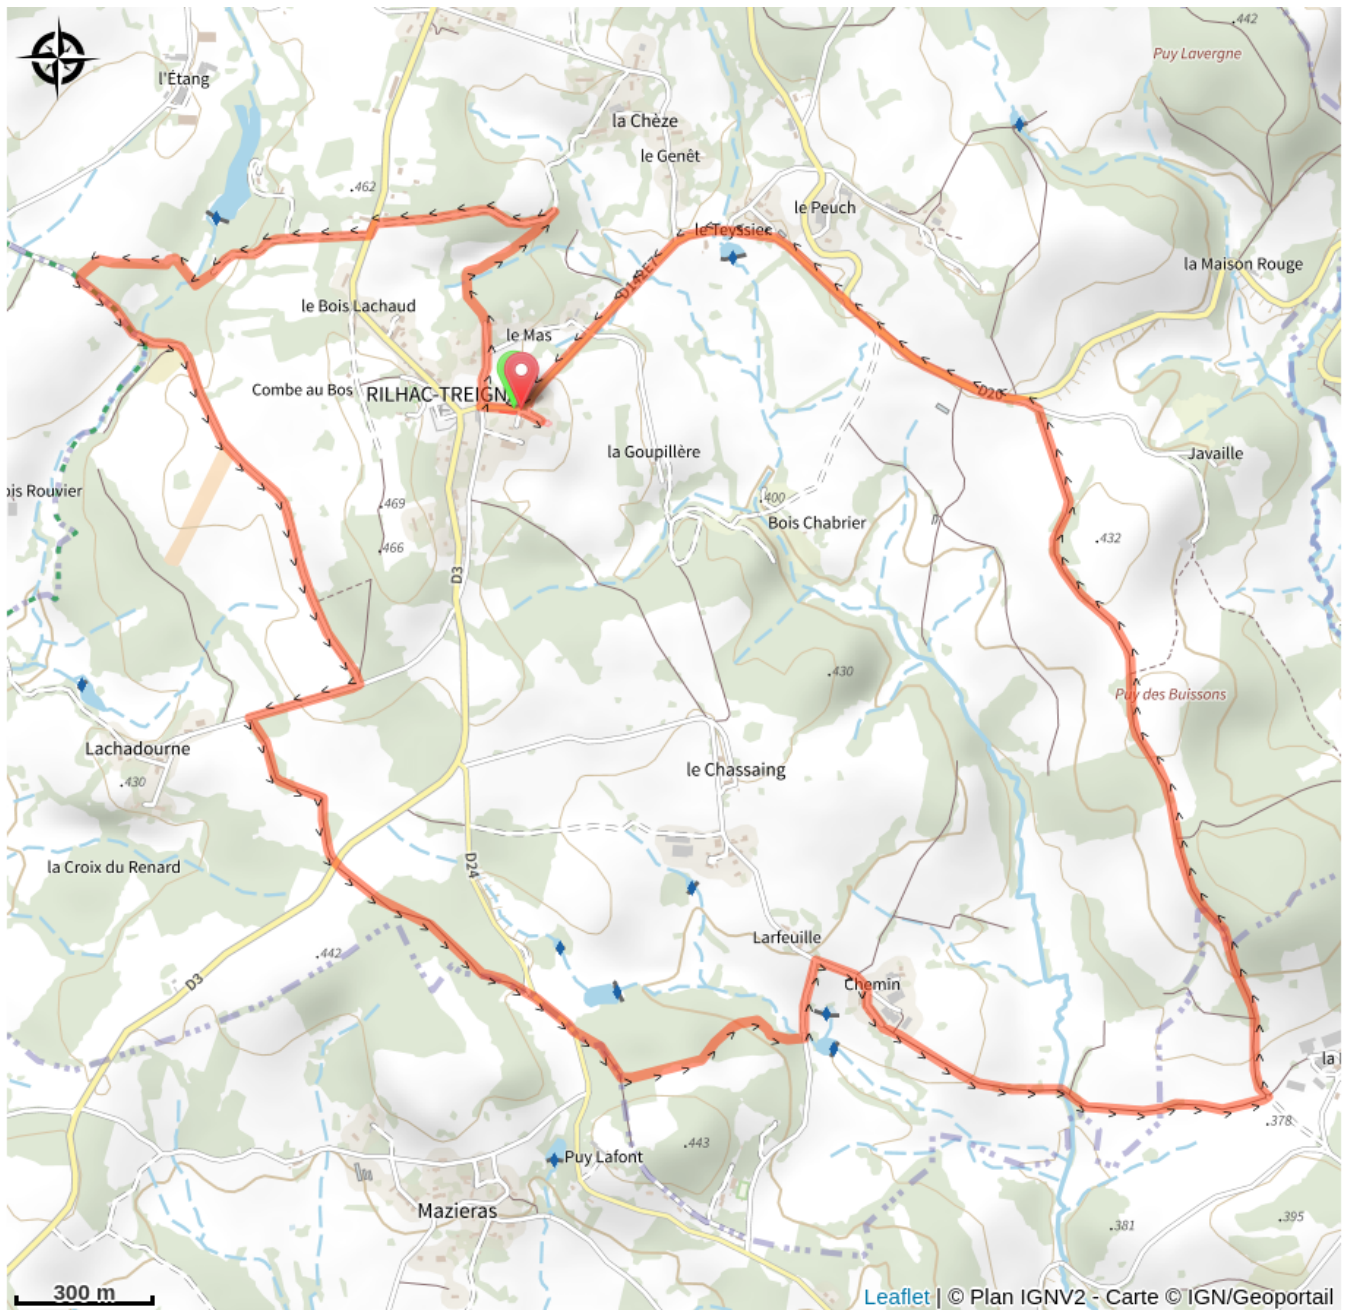 .442
Puy Lavergne
l'Étang
la Chèze
le Genêt
.462
le Peuch
le Teyssier
la Maison Rouge
D142E7
le Bois Lachaud
le Mas
Combe au Bos
RILHAC-TREIGN
D20
la Goupillère
Javaille
ois Rouvier
.469
.400
Bois Chabrier
.432
.466
D3
.430
Puy des Buissons
Lachadourne
le Chassaing
.430
la Croix du Renard
D24
Larfeuille
.442
D3
Chemin
la
.378
.443
Puy Lafont
Mazieras
.381
.395
300 m
Leaflet | © Plan IGNV2 - Carte © IGN/Geoportail